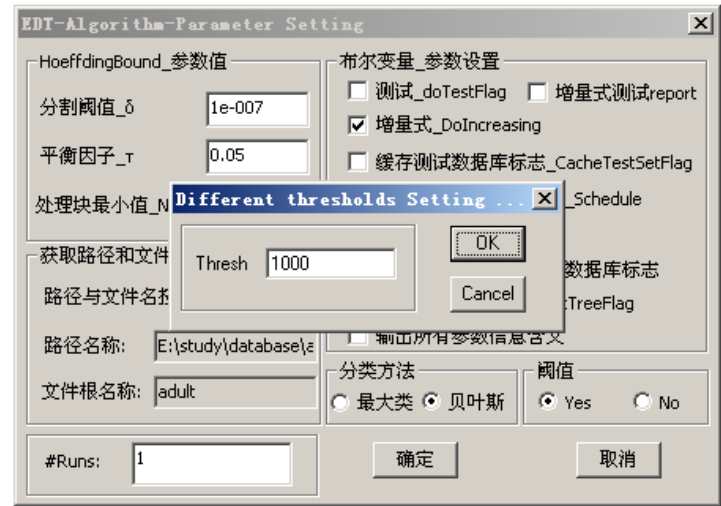 EDT-Algorithm-Parameter Setting
HoeffdingBound_参数值
分割阈值_δ 1e-007
平衡因子_τ 0.05
处理块最小值_N
布尔变量_参数设置
测试_doTestFlag 增量式测试report
增量式_DoIncreasing
缓存测试数据库标志_CacheTestSetFlag
_Schedule
数据库标志
TreeFlag
输出所有参数信息含义
Different thresholds Setting ...
Thresh 1000
OK
Cancel
获取路径和文件
路径与文件名
路径名称: E:\study\database\a
文件根名称: adult
分类方法
最大类 贝叶斯
阈值
Yes No
#Runs: 1
确定 取消